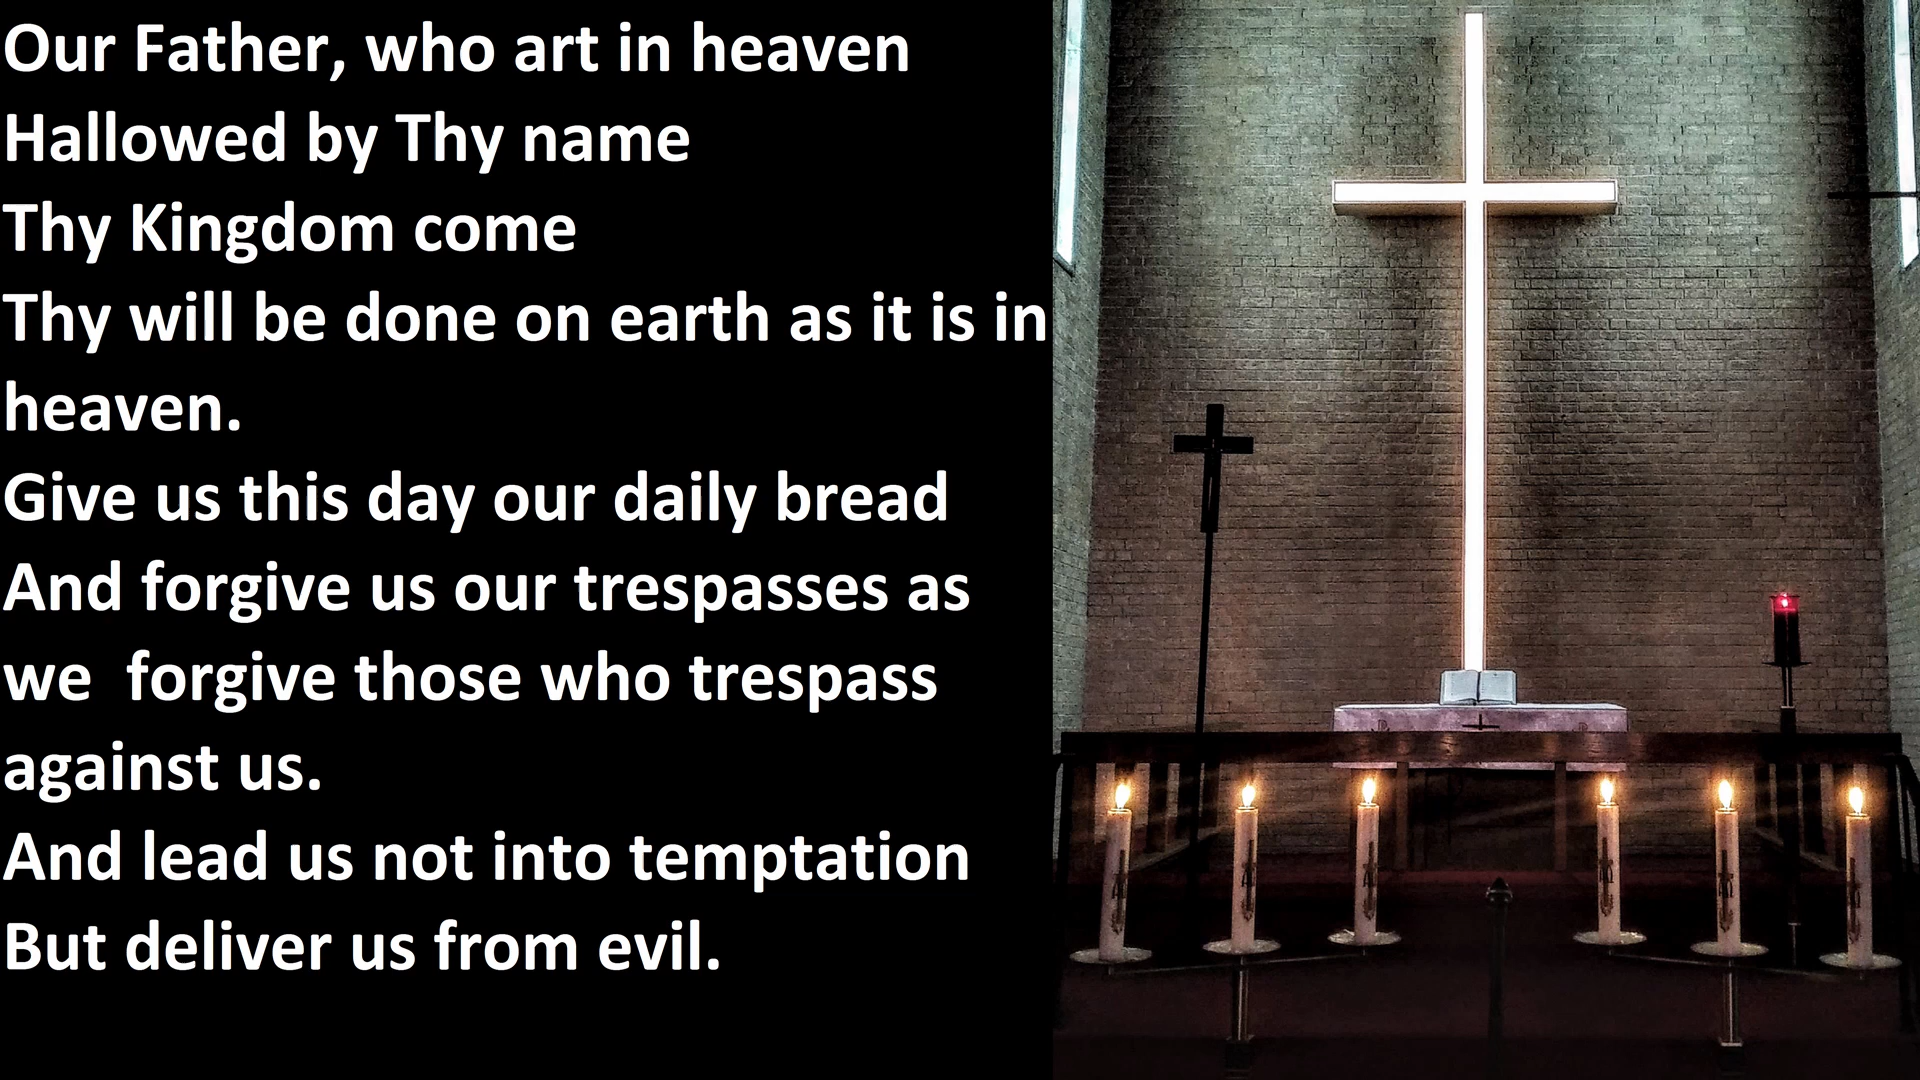 Our Father, who art in heaven
Hallowed by Thy name
Thy Kingdom come
Thy will be done on earth as it is in
heaven.
Give us this day our daily bread
And forgive us our trespasses as
we  forgive those who trespass
against us.
And lead us not into temptation
But deliver us from evil.